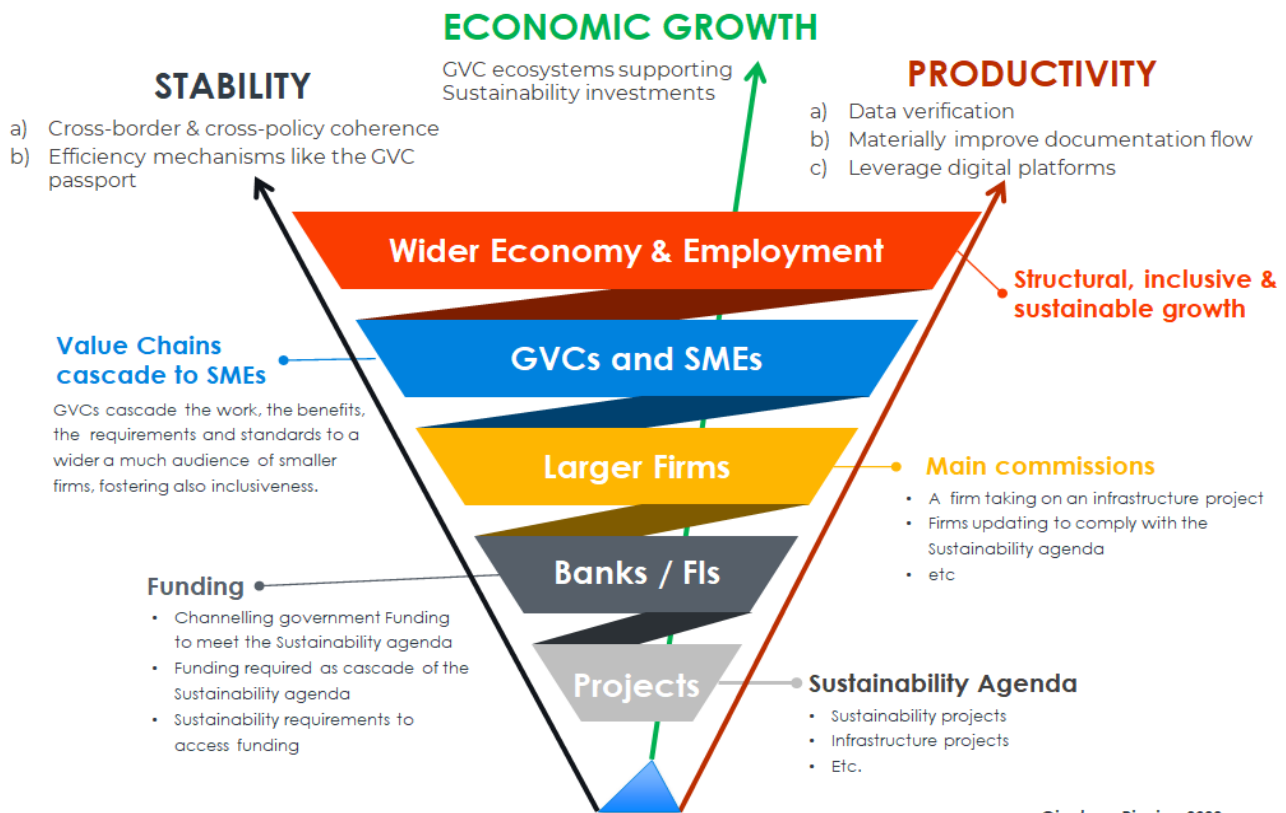 ECONOMIC GROWTH
GVC ecosystems supporting
Sustainability investments
STABILITY
a) Cross-border & cross-policy coherence
b) Efficiency mechanisms like the GVC
passport
PRODUCTIVITY
a) Data verification
b) Materially improve documentation flow
c) Leverage digital platforms
Wider Economy & Employment
Structural, inclusive &
sustainable growth
GVCs and SMEs
Value Chains
cascade to SMEs
GVCs cascade the work, the benefits,
the requirements and standards to a
wider a much audience of smaller
firms, fostering also inclusiveness.
Larger Firms
Main commissions
• A firm taking on an infrastructure project
• Firms updating to comply with the
Sustainability agenda
• etc
Banks / FIs
Funding
• Channelling government Funding
to meet the Sustainability agenda
• Funding required as cascade of the
Sustainability agenda
• Sustainability requirements to
access funding
Projects
Sustainability Agenda
• Sustainability projects
• Infrastructure projects
• Etc.